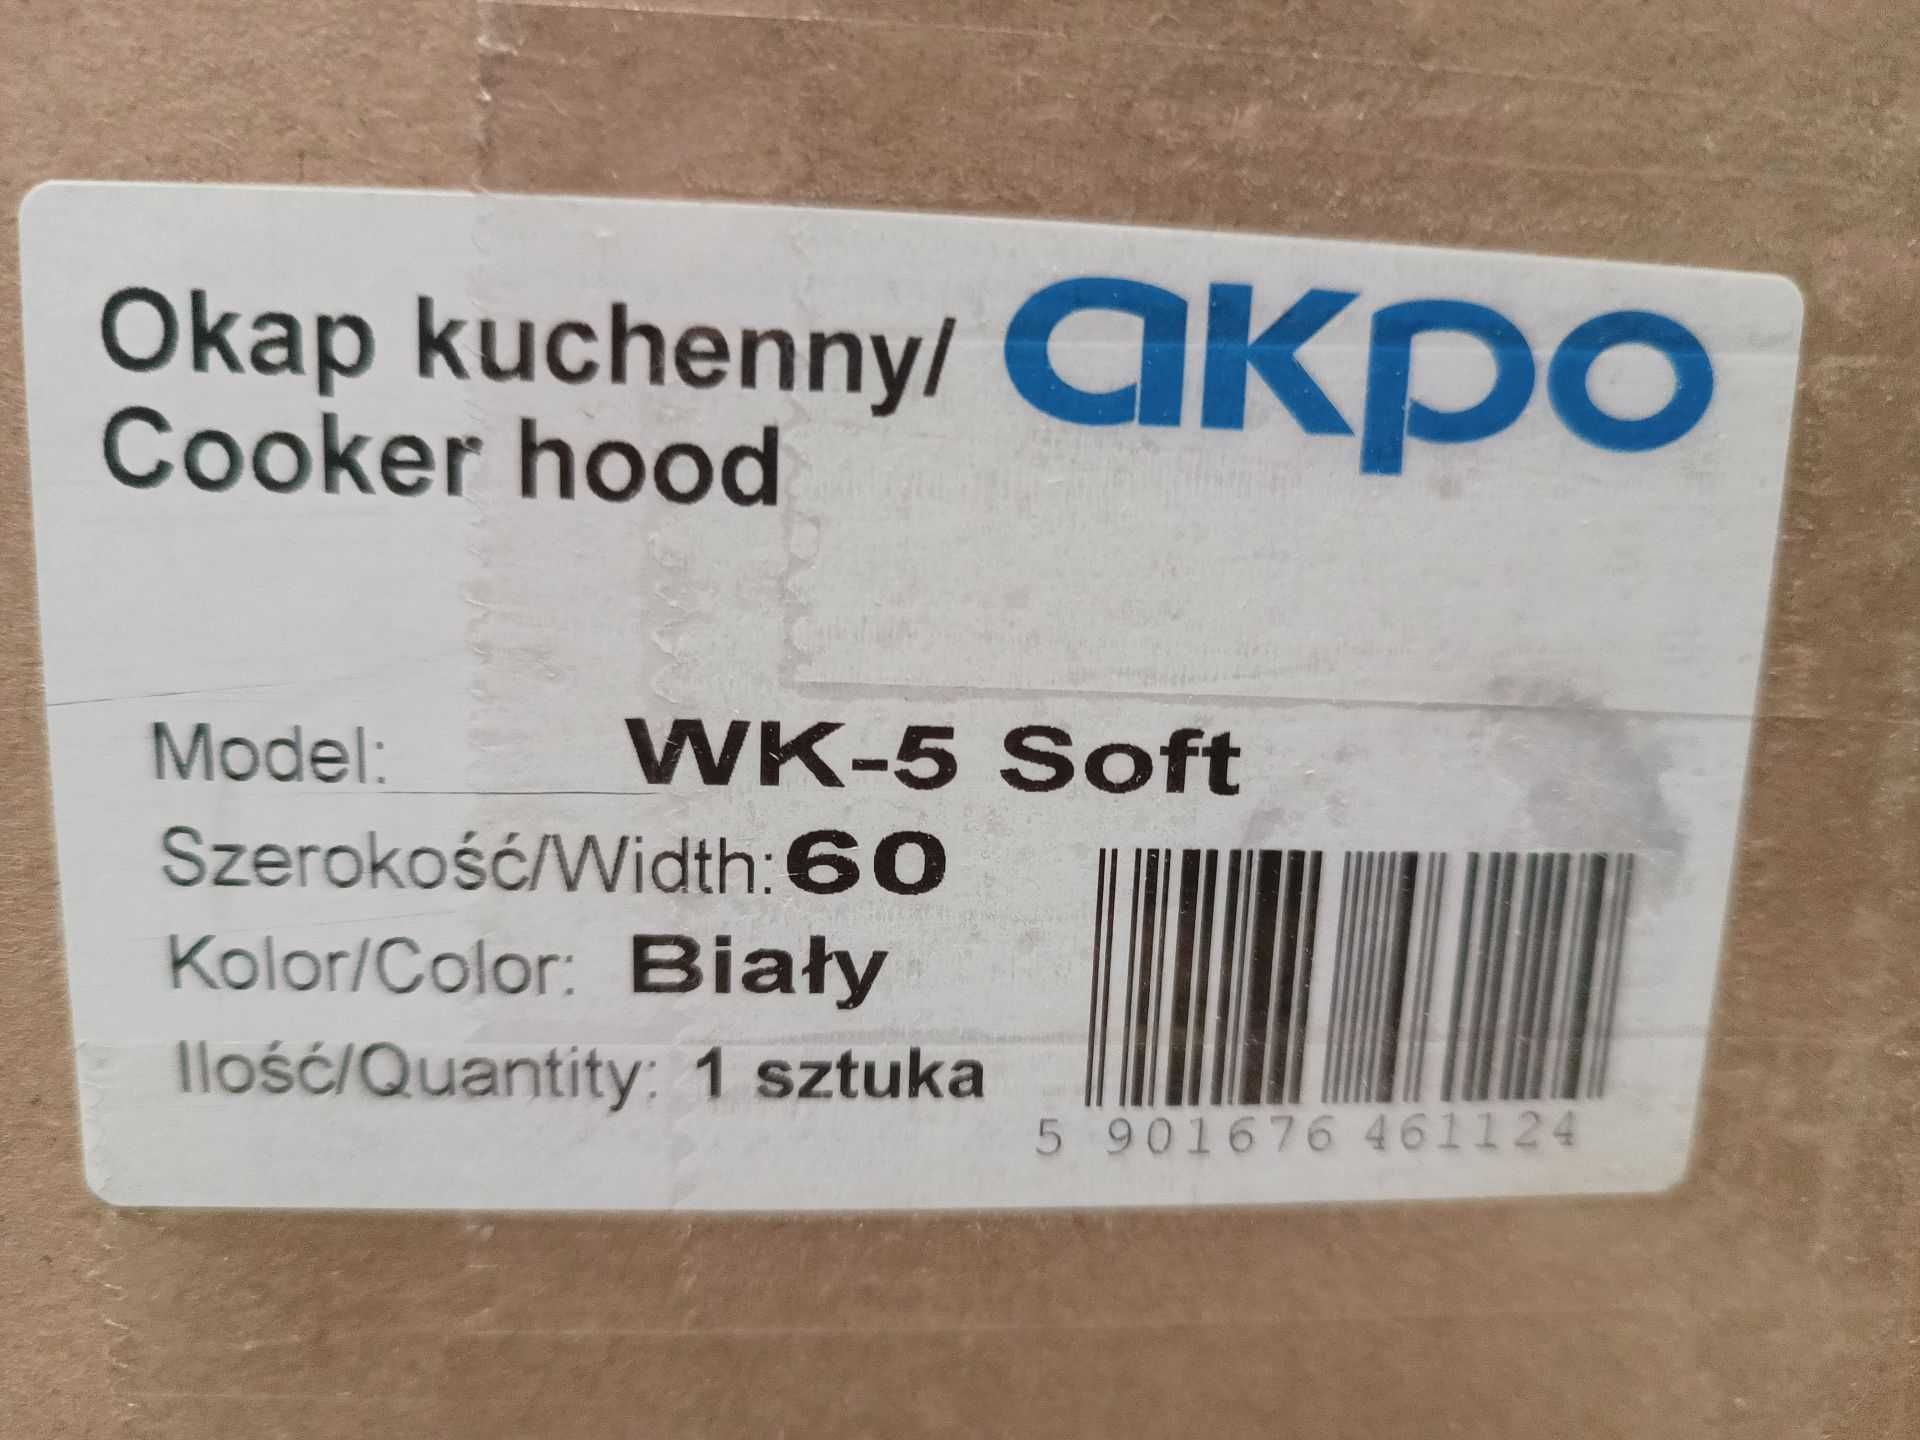 Okap kuchenny/ akpo
Cooker hood
Model: WK-5 Soft
Szerokość/Width: 60
Kolor/Color: Biały
Ilość/Quantity: 1 sztuka
5 901676 461124